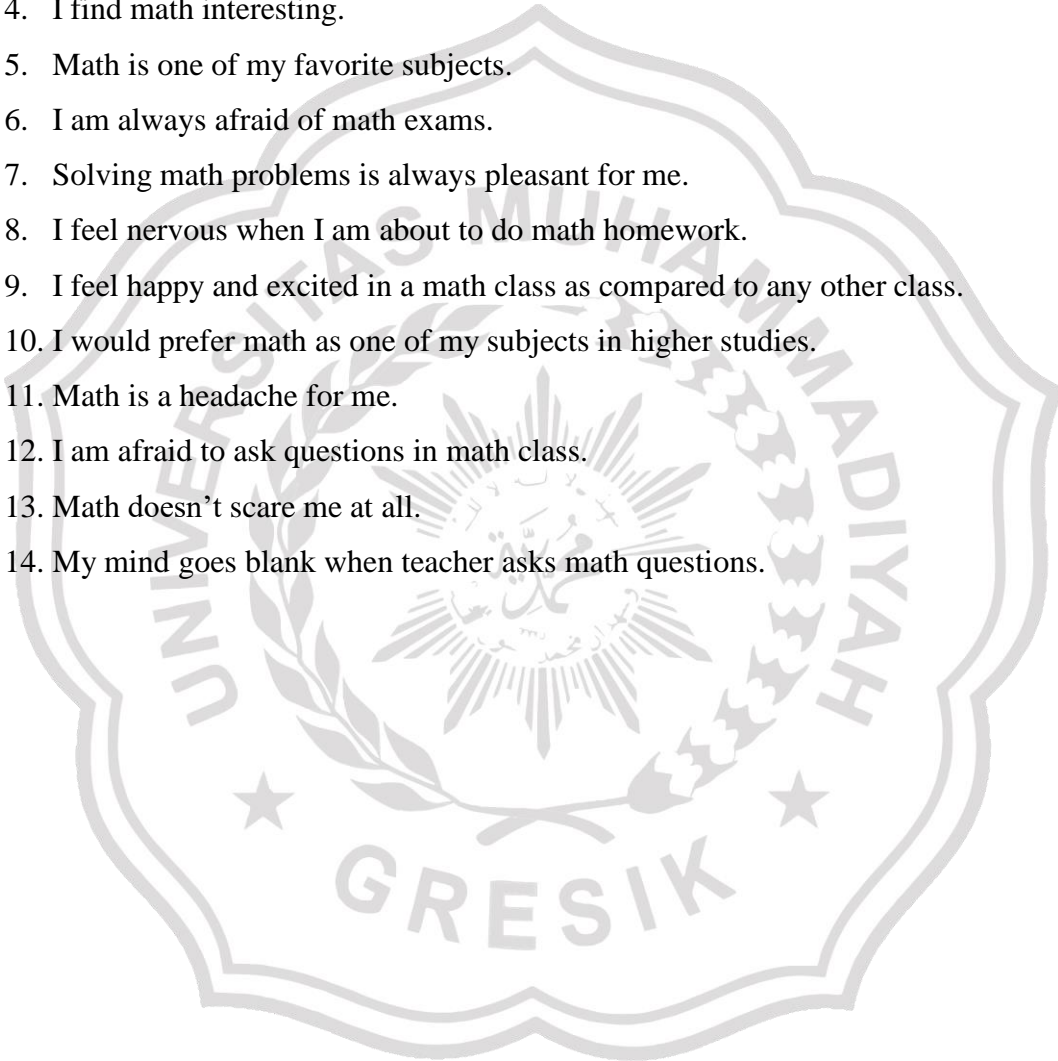 4. I find math interesting.
5. Math is one of my favorite subjects.
6. I am always afraid of math exams.
7. Solving math problems is always pleasant for me.
8. I feel nervous when I am about to do math homework.
9. I feel happy and excited in a math class as compared to any other class.
10. I would prefer math as one of my subjects in higher studies.
11. Math is a headache for me.
12. I am afraid to ask questions in math class.
13. Math doesn’t scare me at all.
14. My mind goes blank when teacher asks math questions.
UNIVERSITAS MUHAMMADIYAH
GRESIK